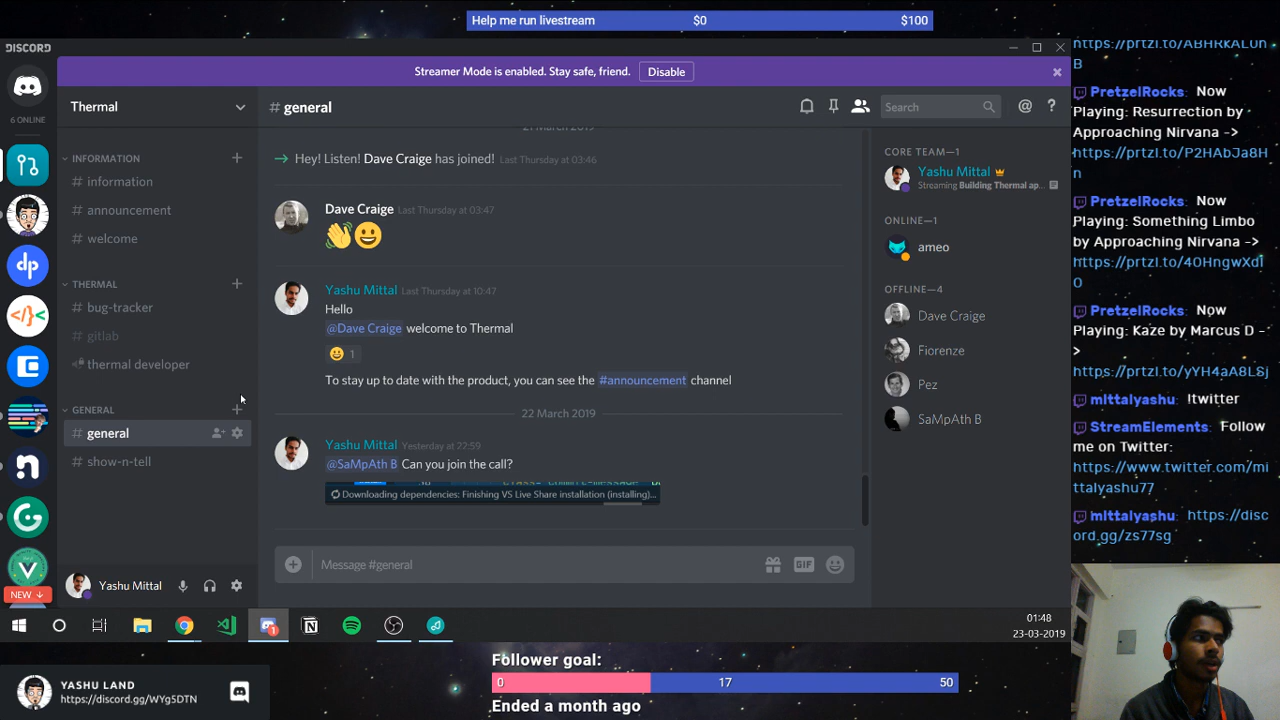 Help me run livestream $0 $100
DISCORD
Streamer Mode is enabled. Stay safe, friend. Disable
6 ONLINE
Thermal
INFORMATION
# information
# announcement
# welcome
THERMAL
# bug-tracker
# gitlab
thermal developer
GENERAL
# general
# show-n-tell
NEW
Yashu Mittal
# general
Search
21 March 2019
Hey! Listen! Dave Craige has joined! Last Thursday at 03:46
Dave Craige Last Thursday at 03:47
Yashu Mittal Last Thursday at 10:47
Hello
@Dave Craige welcome to Thermal
1
To stay up to date with the product, you can see the #announcement channel
22 March 2019
Yashu Mittal Yesterday at 22:59
@SaMpAth B Can you join the call?
Downloading dependencies: Finishing VS Live Share installation (installing)...
Message #general
GIF
CORE TEAM—1
Yashu Mittal
Streaming Building Thermal ap...
ONLINE—1
ameo
OFFLINE—4
Dave Craige
Fiorenze
Pez
SaMpAth B
B
PretzelRocks: Now
Playing: Resurrection by
Approaching Nirvana ->
https://prtzl.to/P2HAbJa8H
n
PretzelRocks: Now
Playing: Something Limbo
by Approaching Nirvana ->
https://prtzl.to/40HngwXdI
O
PretzelRocks: Now
Playing: Kaze by Marcus D -
>
https://prtzl.to/yYH4aA8LSj
mittalyashu: !twitter
StreamElements: Follow
me on Twitter:
https://www.twitter.com/mi
ttalyashu77
mittalyashu: https://disc
ord.gg/zs77sg
01:48
23-03-2019
YASHU LAND
https://discord.gg/WYg5DTN
Follower goal:
0 17 50
Ended a month ago